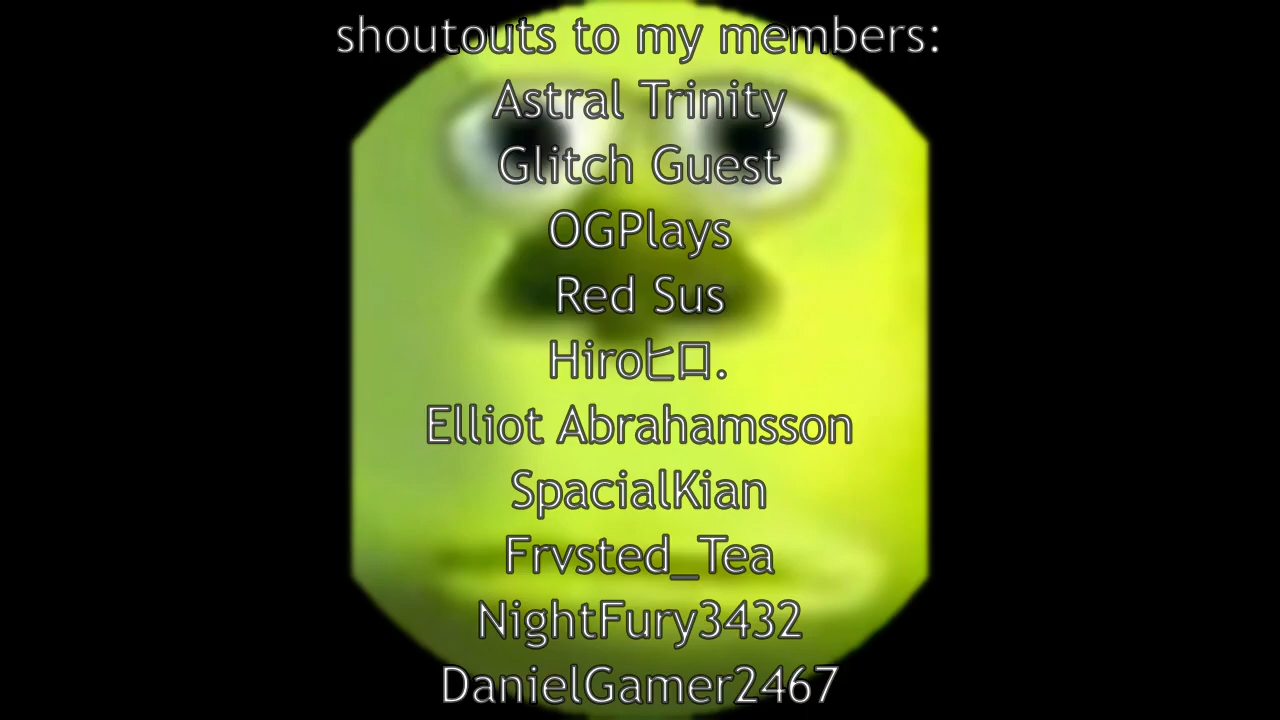 shoutouts to my members:
Astral Trinity
Glitch Guest
OGPlays
Red Sus
Hiroヒロ.
Elliot Abrahamsson
SpacialKian
Frvsted_Tea
NightFury3432
DanielGamer2467